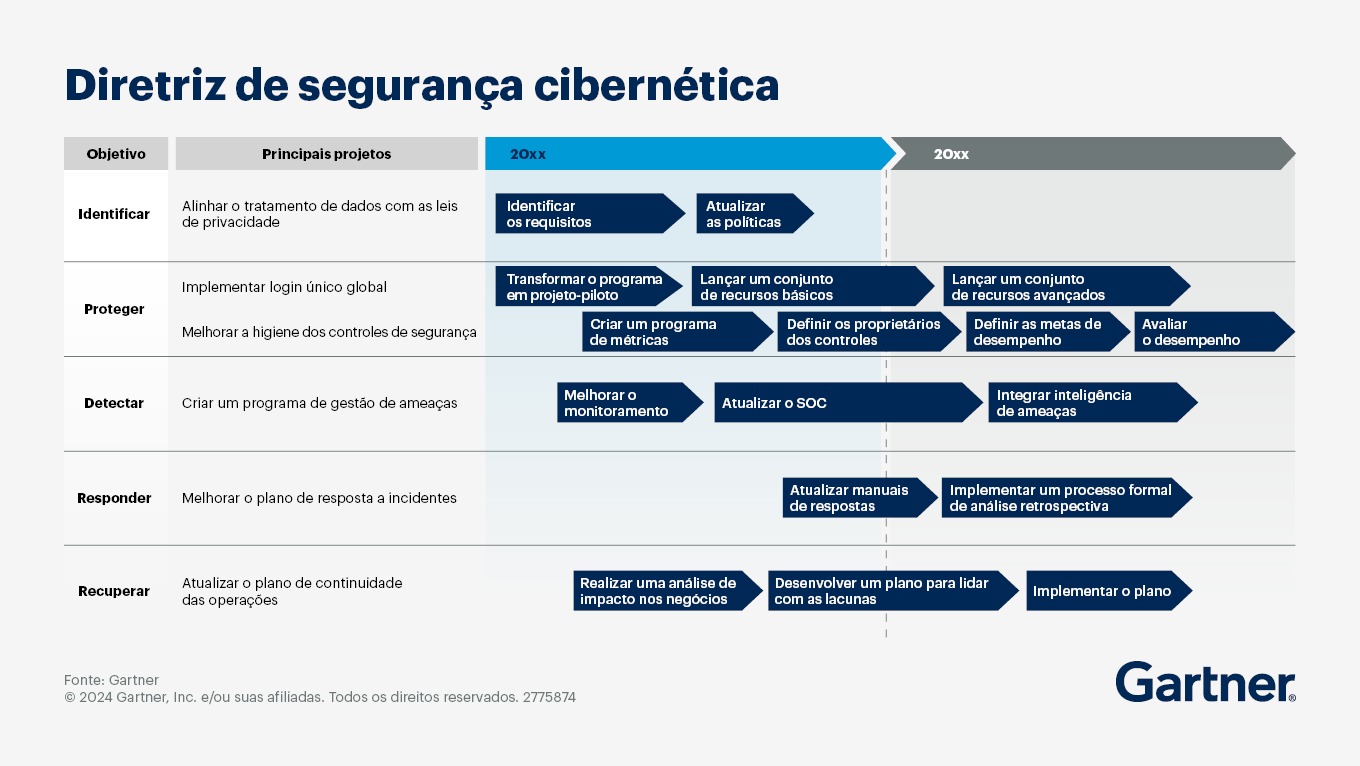 Diretriz de segurança cibernética
Objetivo
Principais projetos
20xx
20xx
Identificar
Alinhar o tratamento de dados com as leis
de privacidade
Identificar
os requisitos
Atualizar
as políticas
Proteger
Implementar login único global
Transformar o programa
em projeto-piloto
Lançar um conjunto
de recursos básicos
Lançar um conjunto
de recursos avançados
Melhorar a higiene dos controles de segurança
Criar um programa
de métricas
Definir os proprietários
dos controles
Definir as metas de
desempenho
Avaliar
o desempenho
Detectar
Criar um programa de gestão de ameaças
Melhorar o
monitoramento
Atualizar o SOC
Integrar inteligência
de ameaças
Responder
Melhorar o plano de resposta a incidentes
Atualizar manuais
de respostas
Implementar um processo formal
de análise retrospectiva
Recuperar
Atualizar o plano de continuidade
das operações
Realizar uma análise de
impacto nos negócios
Desenvolver um plano para lidar
com as lacunas
Implementar o plano
Fonte: Gartner
© 2024 Gartner, Inc. e/ou suas afiliadas. Todos os direitos reservados. 2775874
Gartner®